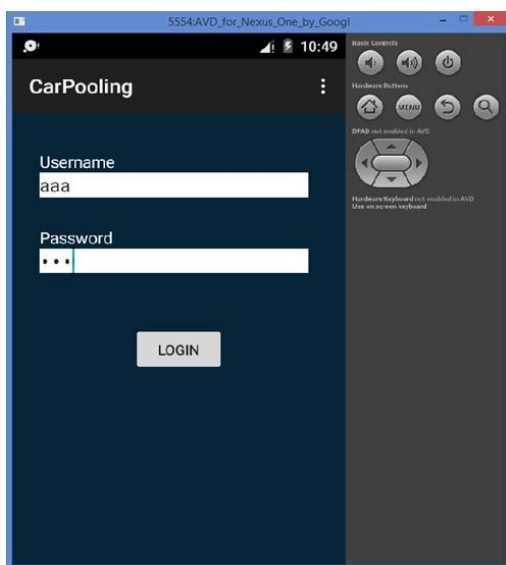 5554:AVD_for_Nexus_One_by_Googl
10:49
CarPooling
Username
aaa
Password
•••
LOGIN
Basic Controls
Hardware Buttons
MENU
DPAD not enabled in AVD
Hardware Keyboard not enabled in AVD
Use on screen keyboard